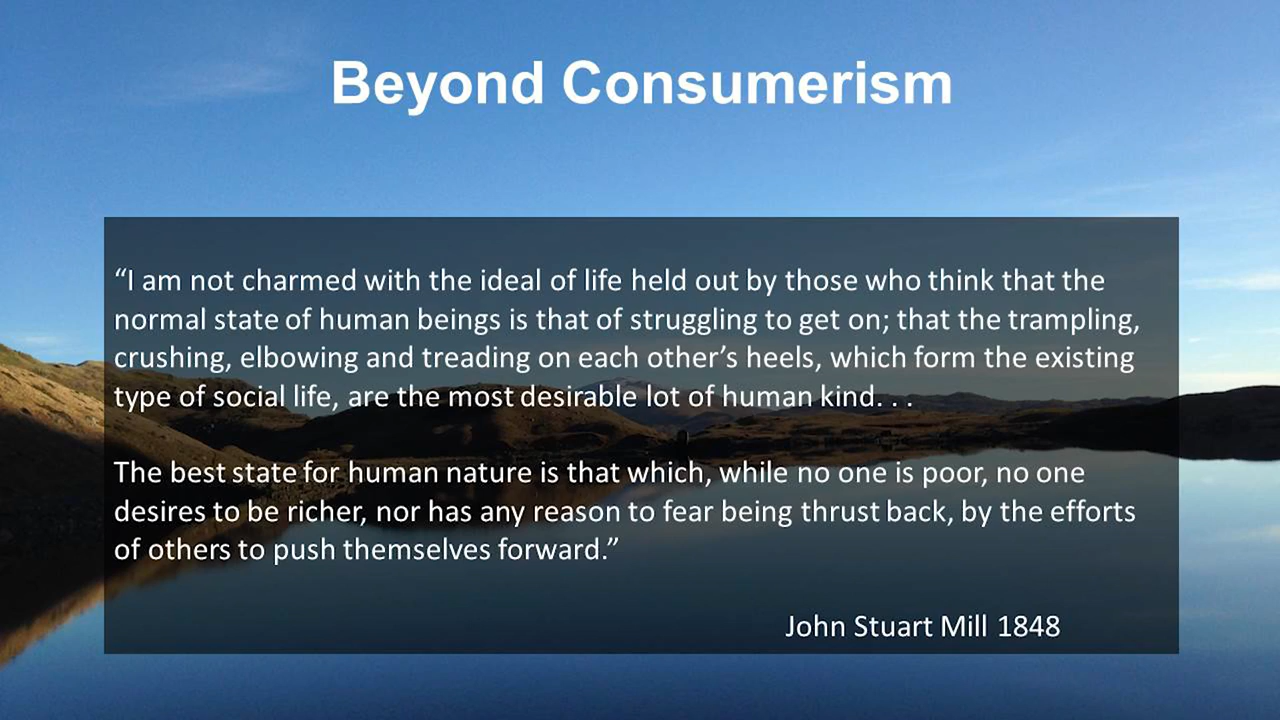 Beyond Consumerism
“I am not charmed with the ideal of life held out by those who think that the
normal state of human beings is that of struggling to get on; that the trampling,
crushing, elbowing and treading on each other’s heels, which form the existing
type of social life, are the most desirable lot of human kind. . .
The best state for human nature is that which, while no one is poor, no one
desires to be richer, nor has any reason to fear being thrust back, by the efforts
of others to push themselves forward.”
John Stuart Mill 1848